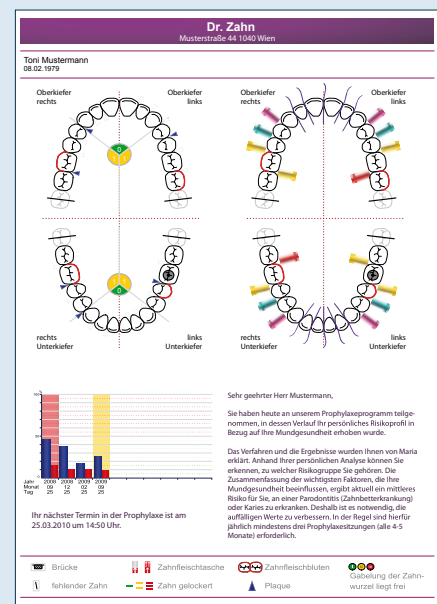 Dr. Zahn
Musterstraße 44 1040 Wien
Toni Mustermann
08.02.1979
Oberkiefer
rechts
Oberkiefer
links
Oberkiefer
rechts
Oberkiefer
links
0
1 1
1 1
0
rechts
Unterkiefer
links
Unterkiefer
rechts
Unterkiefer
links
Unterkiefer
Jahr 2008 2008 2009 2009
Monat 09 12 02 09
Tag 25 25 25 25
Ihr nächster Termin in der Prophylaxe ist am
25.03.2010 um 14:50 Uhr.
Sehr geehrter Herr Mustermann,
Sie haben heute an unserem Prophylaxeprogramm teilge-
nommen, in dessen Verlauf Ihr persönliches Risikoprofil in
Bezug auf Ihre Mundgesundheit erhoben wurde.
Das Verfahren und die Ergebnisse wurden Ihnen von Maria
erklärt. Anhand Ihrer persönlichen Analyse können Sie
erkennen, zu welcher Risikogruppe Sie gehören. Die
Zusammenfassung der wichtigsten Faktoren, die Ihre
Mundgesundheit beeinflussen, ergibt aktuell ein mittleres
Risiko für Sie, an einer Parodontitis (Zahnbetterkrankung)
oder Karies zu erkranken. Deshalb ist es notwendig, die
auffälligen Werte zu verbessern. In der Regel sind hierfür
jährlich mindestens drei Prophylaxesitzungen (alle 4-5
Monate) erforderlich.
Brücke
Zahnfleischtasche
Zahnfleischbluten
Gabelung der Zahn-
wurzel liegt frei
fehlender Zahn
Zahn gelockert
Plaque